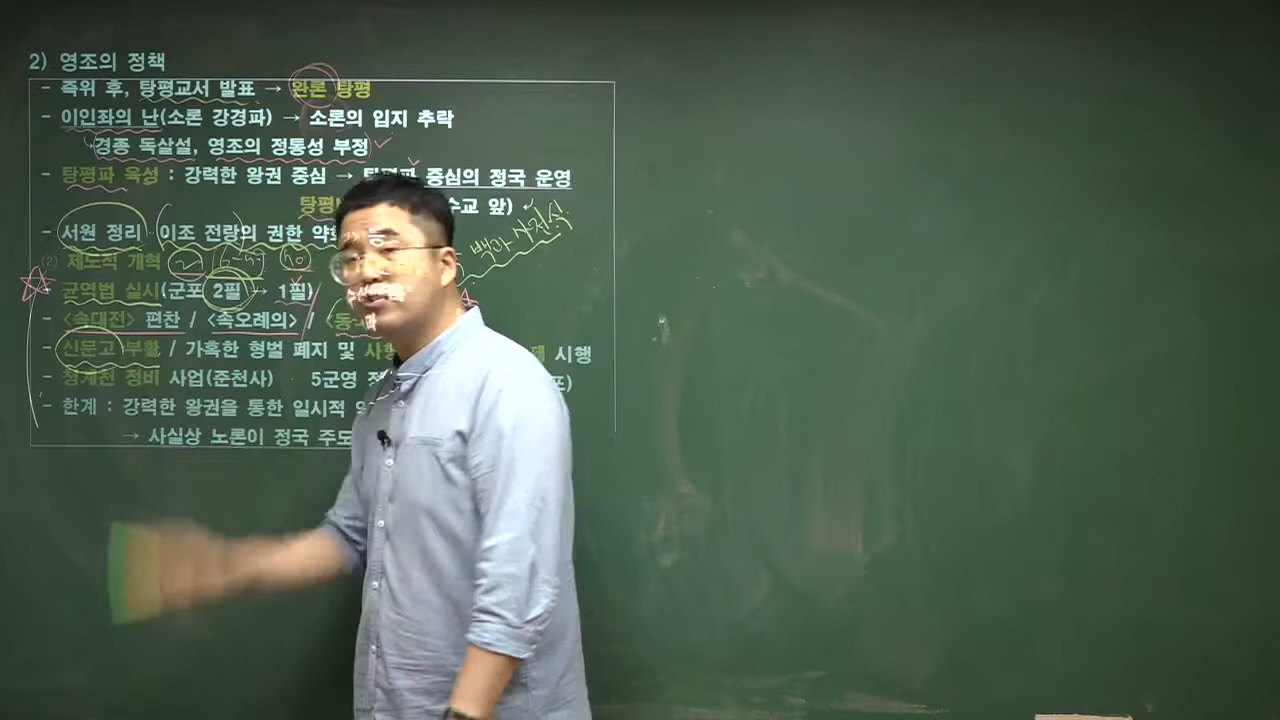 2) 영조의 정책
- 즉위 후, 탕평교서 발표 → 완론 탕평
- 이인좌의 난(소론 강경파) → 소론의 입지 추락
경종 독살설, 영조의 정통성 부정
- 탕평파 육성 : 강력한 왕권 중심 → 탕평파 중심의 정국 운영
탕평 수교 앞)
- 서원 정리 이조 전랑의 권한 약화
백과 사전식
② 제도적 개혁
- 균역법 실시(군포 2필 → 1필)
- <속대전> 편찬 / <속오례의> / <동국
- 신문고 부활 / 가혹한 형벌 폐지 및 시행
- 청계천 정비 사업(준천사) 5군영 포)
- 한계 : 강력한 왕권을 통한 일시적
→ 사실상 노론이 정국 주도